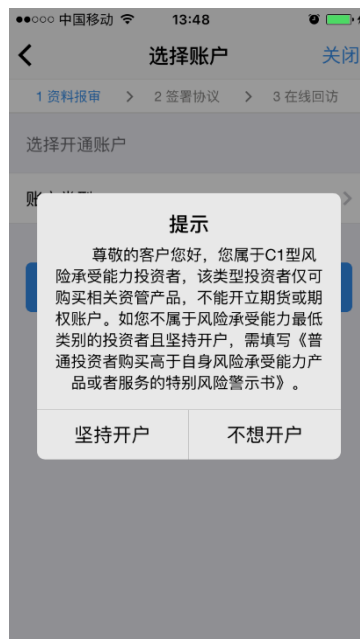 中国移动 13:48
选择账户 关闭
1 资料报审 > 2 签署协议 > 3 在线回访
选择开通账户
提示
尊敬的客户您好，您属于C1型风
险承受能力投资者，该类型投资者仅可
购买相关资管产品，不能开立期货或期
权账户。如您不属于风险承受能力最低
类别的投资者且坚持开户，需填写《普
通投资者购买高于自身风险承受能力产
品或者服务的特别风险警示书》。
坚持开户 不想开户